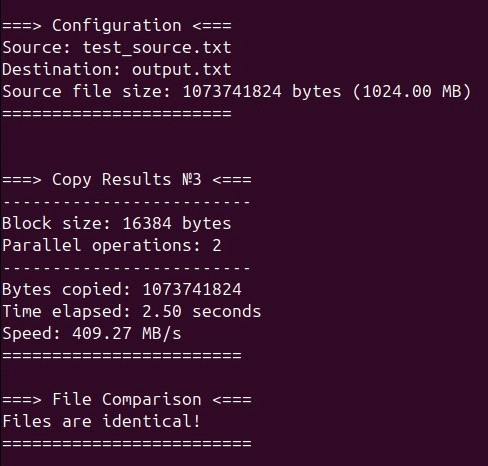 ===> Configuration <===
Source: test_source.txt
Destination: output.txt
Source file size: 1073741824 bytes (1024.00 MB)
=======================
===> Copy Results №3 <===
-------------------------
Block size: 16384 bytes
Parallel operations: 2
-------------------------
Bytes copied: 1073741824
Time elapsed: 2.50 seconds
Speed: 409.27 MB/s
========================
===> File Comparison <===
Files are identical!
=========================